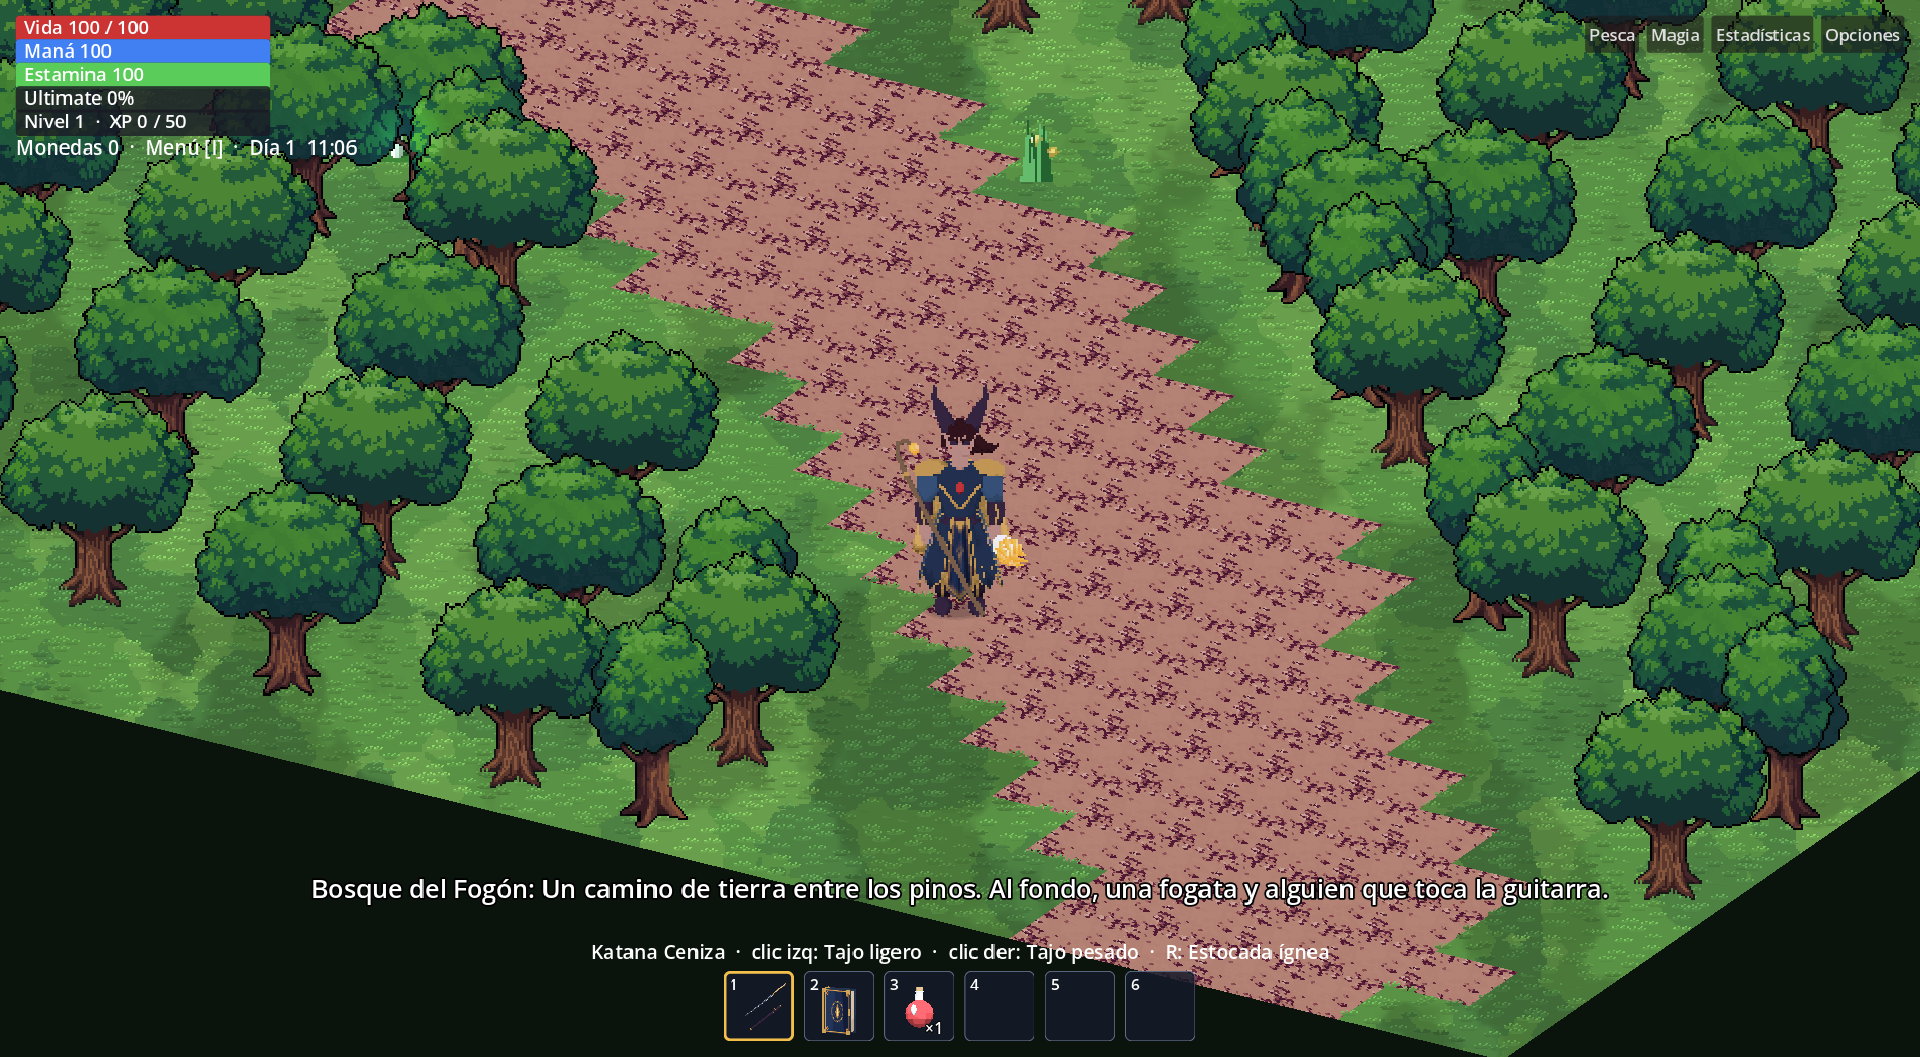 Vida 100 / 100
Maná 100
Estamina 100
Ultimate 0%
Nivel 1 · XP 0 / 50
Monedas 0 · Menú [I] · Día 1 11:06
Pesca Magia Estadísticas Opciones
Bosque del Fogón: Un camino de tierra entre los pinos. Al fondo, una fogata y alguien que toca la guitarra.
Katana Ceniza · clic izq: Tajo ligero · clic der: Tajo pesado · R: Estocada ígnea
1 2 3 4 5 6
×1